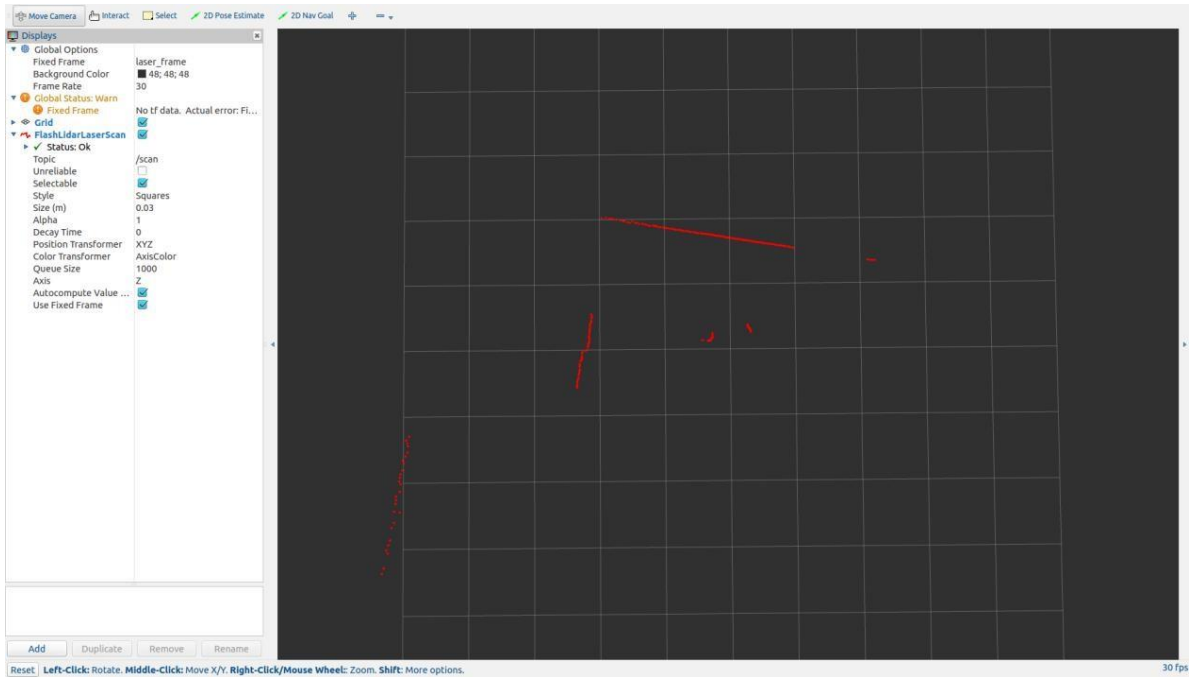 Move Camera Interact Select 2D Pose Estimate 2D Nav Goal
Displays
Global Options
Fixed Frame laser_frame
Background Color 48; 48; 48
Frame Rate 30
Global Status: Warn
Fixed Frame No tf data. Actual error: Fi...
Grid
FlashLidarLaserScan
Status: Ok
Topic /scan
Unreliable
Selectable
Style Squares
Size (m) 0.03
Alpha 1
Decay Time 0
Position Transformer XYZ
Color Transformer AxisColor
Queue Size 1000
Axis Z
Autocompute Value ...
Use Fixed Frame
Add Duplicate Remove Rename
Reset Left-Click: Rotate. Middle-Click: Move X/Y. Right-Click/Mouse Wheel:: Zoom. Shift: More options. 30 fps